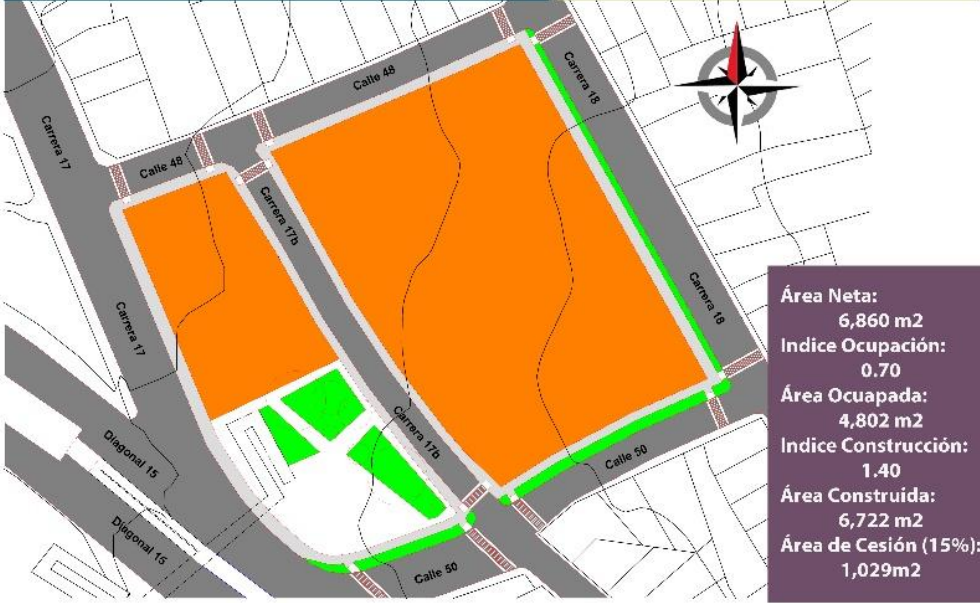 Calle 48
Carrera 18
Carrera 17
Calle 48
Carrera 17b
Carrera 18
Carrera 17
Carrera 17b
Diagonal 15
Calle 50
Diagonal 15
Calle 50
Área Neta:
6,860 m2
Indice Ocupación:
0.70
Área Ocuapada:
4,802 m2
Indice Construcción:
1.40
Área Construida:
6,722 m2
Área de Cesión (15%):
1,029m2